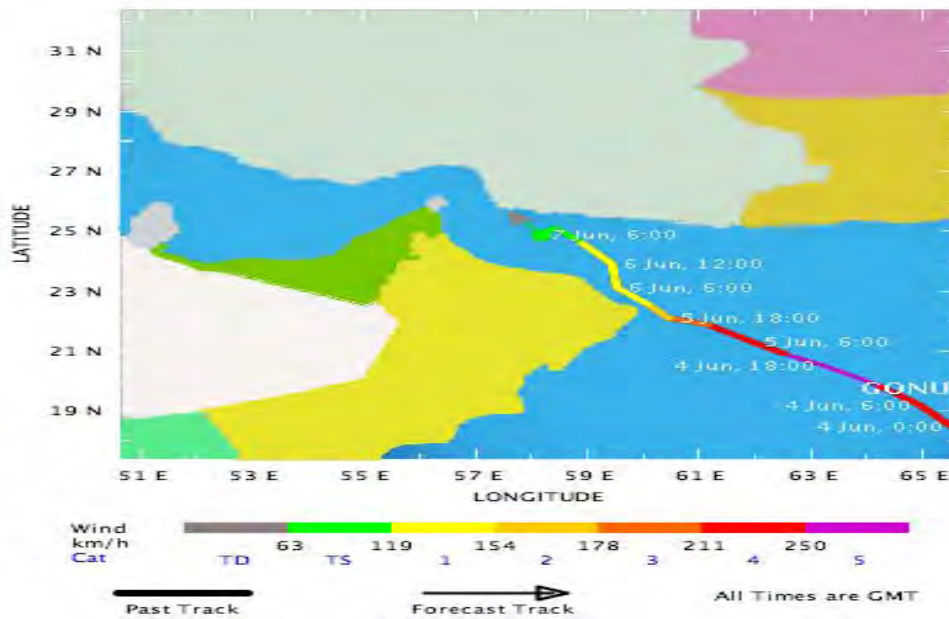 31 N
29 N
27 N
25 N
23 N
21 N
19 N
LATITUDE
7 Jun, 6:00
6 Jun, 12:00
6 Jun, 6:00
5 Jun, 18:00
5 Jun, 6:00
4 Jun, 18:00
GONU
4 Jun, 6:00
4 Jun, 0:00
51 E 53 E 55 E 57 E 59 E 61 E 63 E 65 E
LONGITUDE
Wind
km/h 63 119 154 178 211 250
Cat TD TS 1 2 3 4 5
Past Track Forecast Track All Times are GMT